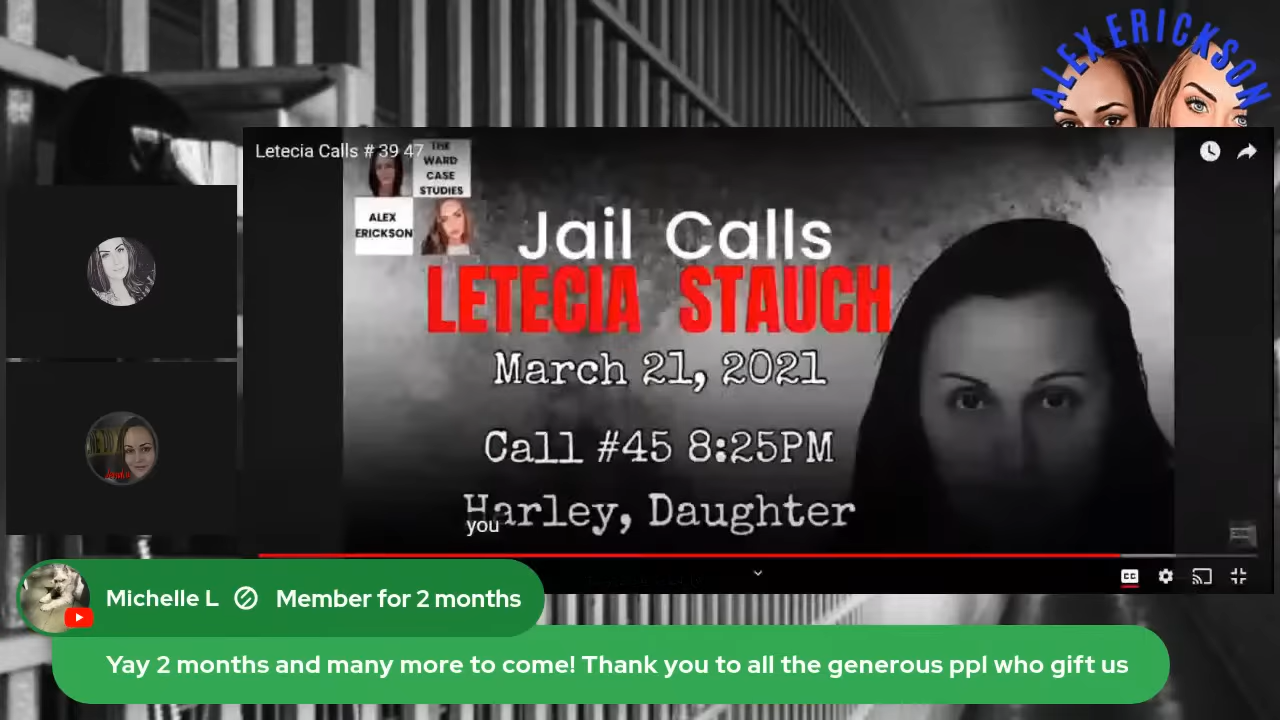 ALEX ERICKSON
Letecia Calls # 39 47
THE
WARD
CASE
STUDIES
ALEX
ERICKSON
Jail Calls
LETECIA STAUCH
March 21, 2021
Call #45 8:25PM
Harley, Daughter
you
CC
Michelle L
Member for 2 months
Yay 2 months and many more to come! Thank you to all the generous ppl who gift us